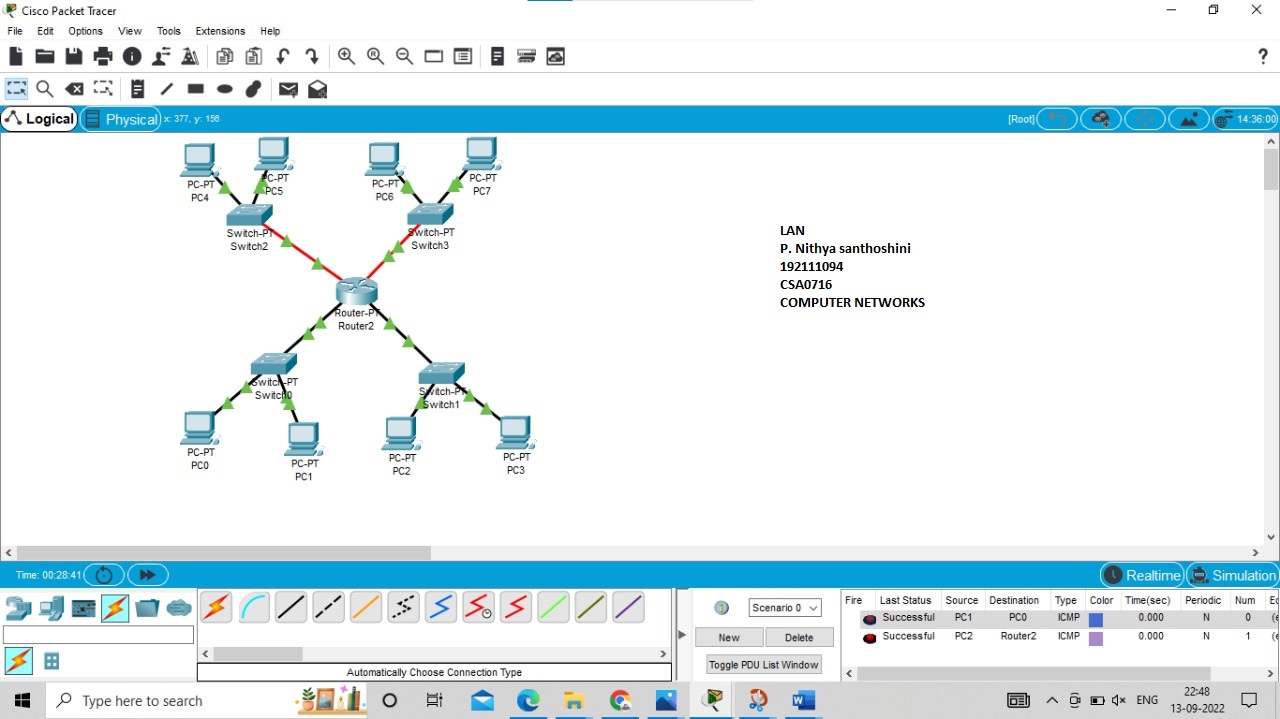 Cisco Packet Tracer
File Edit Options View Tools Extensions Help
Logical Physical x: 377, y: 156 [Root] 14:36:00
PC-PT
PC4
PC-PT
PC5
PC-PT
PC6
PC-PT
PC7
Switch-PT
Switch2
Switch-PT
Switch3
LAN
P. Nithya santhoshini
192111094
CSA0716
COMPUTER NETWORKS
Router-PT
Router2
Switch-PT
Switch0
Switch-PT
Switch1
PC-PT
PC0
PC-PT
PC1
PC-PT
PC2
PC-PT
PC3
Time: 00:28:41 Realtime Simulation
Scenario 0
New Delete
Toggle PDU List Window
Automatically Choose Connection Type
Fire Last Status Source Destination Type Color Time(sec) Periodic Num
Successful PC1 PC0 ICMP 0.000 N 0
Successful PC2 Router2 ICMP 0.000 N 1
Type here to search
ENG
22:48
13-09-2022